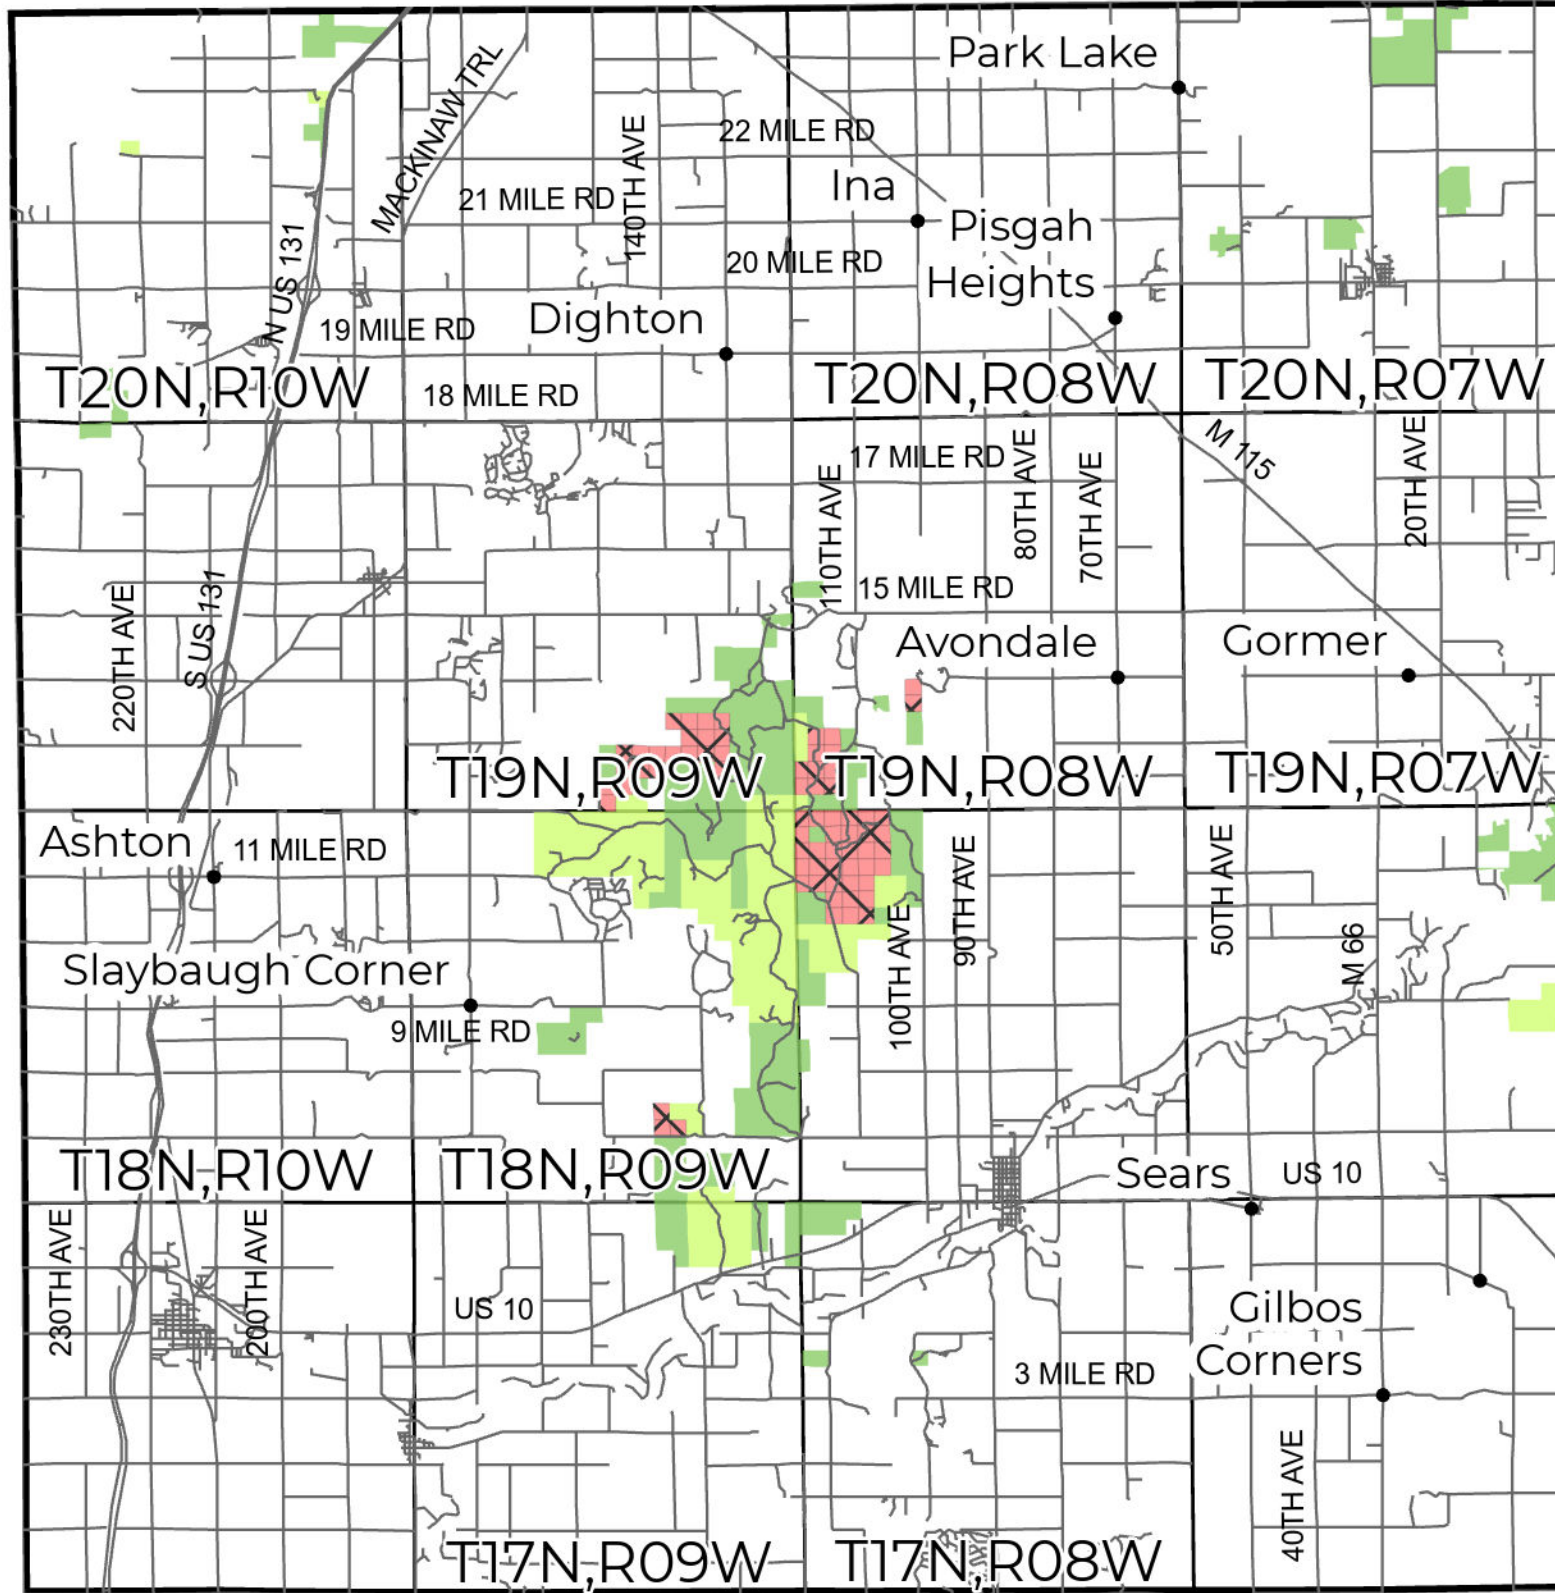 Park Lake
MACKINAW TRL
22 MILE RD
140TH AVE
Ina
21 MILE RD
Pisgah
Heights
20 MILE RD
N US 131
19 MILE RD
Dighton
T20N,R10W
18 MILE RD
T20N,R08W
T20N,R07W
17 MILE RD
M 115
80TH AVE
70TH AVE
20TH AVE
110TH AVE
15 MILE RD
220TH AVE
S US 131
Avondale
Gormer
T19N,R09W
T19N,R08W
T19N,R07W
Ashton
11 MILE RD
90TH AVE
50TH AVE
100TH AVE
M 66
Slaybaugh Corner
9 MILE RD
T18N,R10W
T18N,R09W
Sears
US 10
230TH AVE
200TH AVE
US 10
Gilbos
Corners
3 MILE RD
40TH AVE
T17N,R09W
T17N,R08W